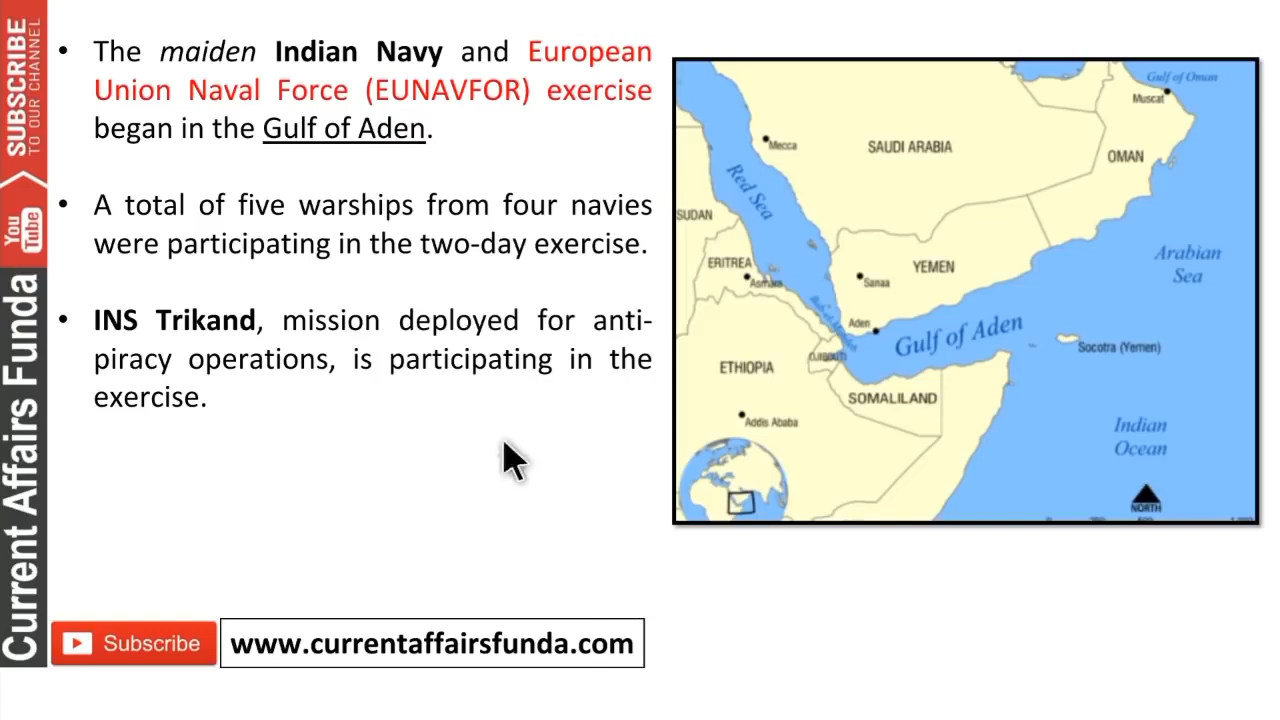 SUBSCRIBE
TO OUR CHANNEL
You
Tube
Current Affairs Funda
• The maiden Indian Navy and European
Union Naval Force (EUNAVFOR) exercise
began in the Gulf of Aden.
• A total of five warships from four navies
were participating in the two-day exercise.
• INS Trikand, mission deployed for anti-
piracy operations, is participating in the
exercise.
Subscribe
www.currentaffairsfunda.com
Gulf of Oman
Muscat
Mecca
SAUDI ARABIA
OMAN
Red Sea
SUDAN
Arabian
Sea
ERITREA
YEMEN
Asmara
Sanaa
Aden
Gulf of Aden
DJIBOUTI
Socotra (Yemen)
ETHIOPIA
SOMALILAND
Addis Ababa
Indian
Ocean
NORTH